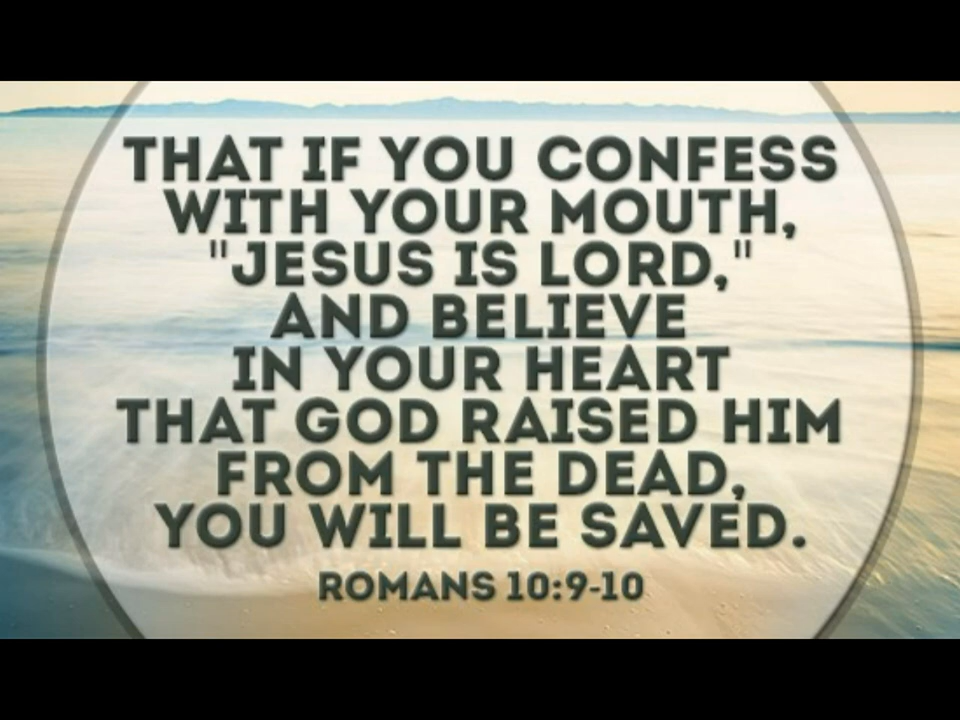 THAT IF YOU CONFESS
WITH YOUR MOUTH,
"JESUS IS LORD,"
AND BELIEVE
IN YOUR HEART
THAT GOD RAISED HIM
FROM THE DEAD,
YOU WILL BE SAVED.
ROMANS 10:9-10